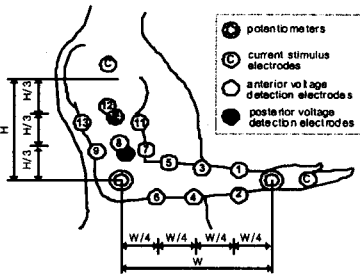 potentiometers
C current stimulus
electrodes
anterior voltage
detection electrodes
posterior voltage
detection electrodes
C
H
H/3
H/3
H/3
12
13
11
8
9
7
5
3
1
C
6
4
2
W/4
W/4
W/4
W/4
W